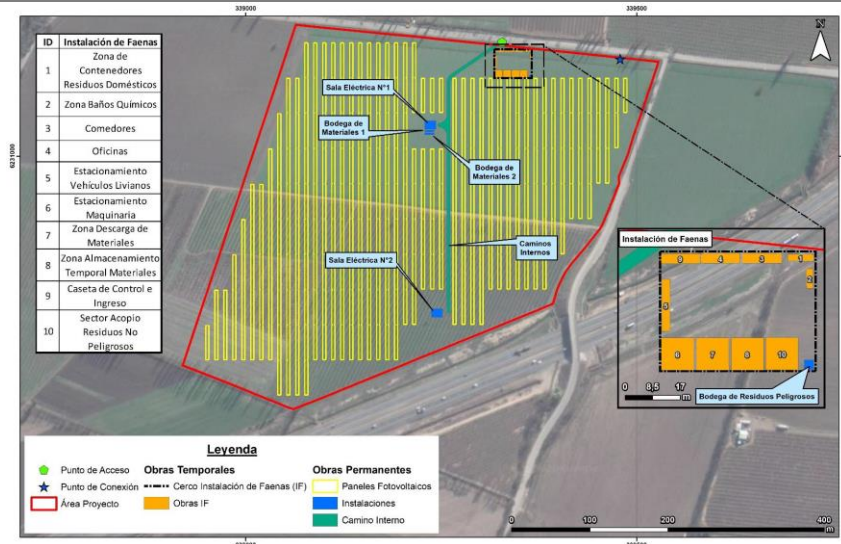 339000
339500
N
6231000
ID Instalación de Faenas
1 Zona de
Contenedores
Residuos Domésticos
2 Zona Baños Químicos
3 Comedores
4 Oficinas
5 Estacionamiento
Vehículos Livianos
6 Estacionamiento
Maquinaria
7 Zona Descarga de
Materiales
8 Zona Almacenamiento
Temporal Materiales
9 Caseta de Control e
Ingreso
10 Sector Acopio
Residuos No
Peligrosos
Sala Eléctrica N°1
Bodega de
Materiales 1
Bodega de
Materiales 2
Caminos
Internos
Sala Eléctrica N°2
Instalación de Faenas
9 4 3 1
2
5
6 7 8 10
0 8,5 17
m
Bodega de Residuos Peligrosos
Leyenda
Punto de Acceso
Punto de Conexión
Área Proyecto
Obras Temporales
Cerco Instalación de Faenas (IF)
Obras IF
Obras Permanentes
Paneles Fotovoltaicos
Instalaciones
Camino Interno
0 100 200 400
m